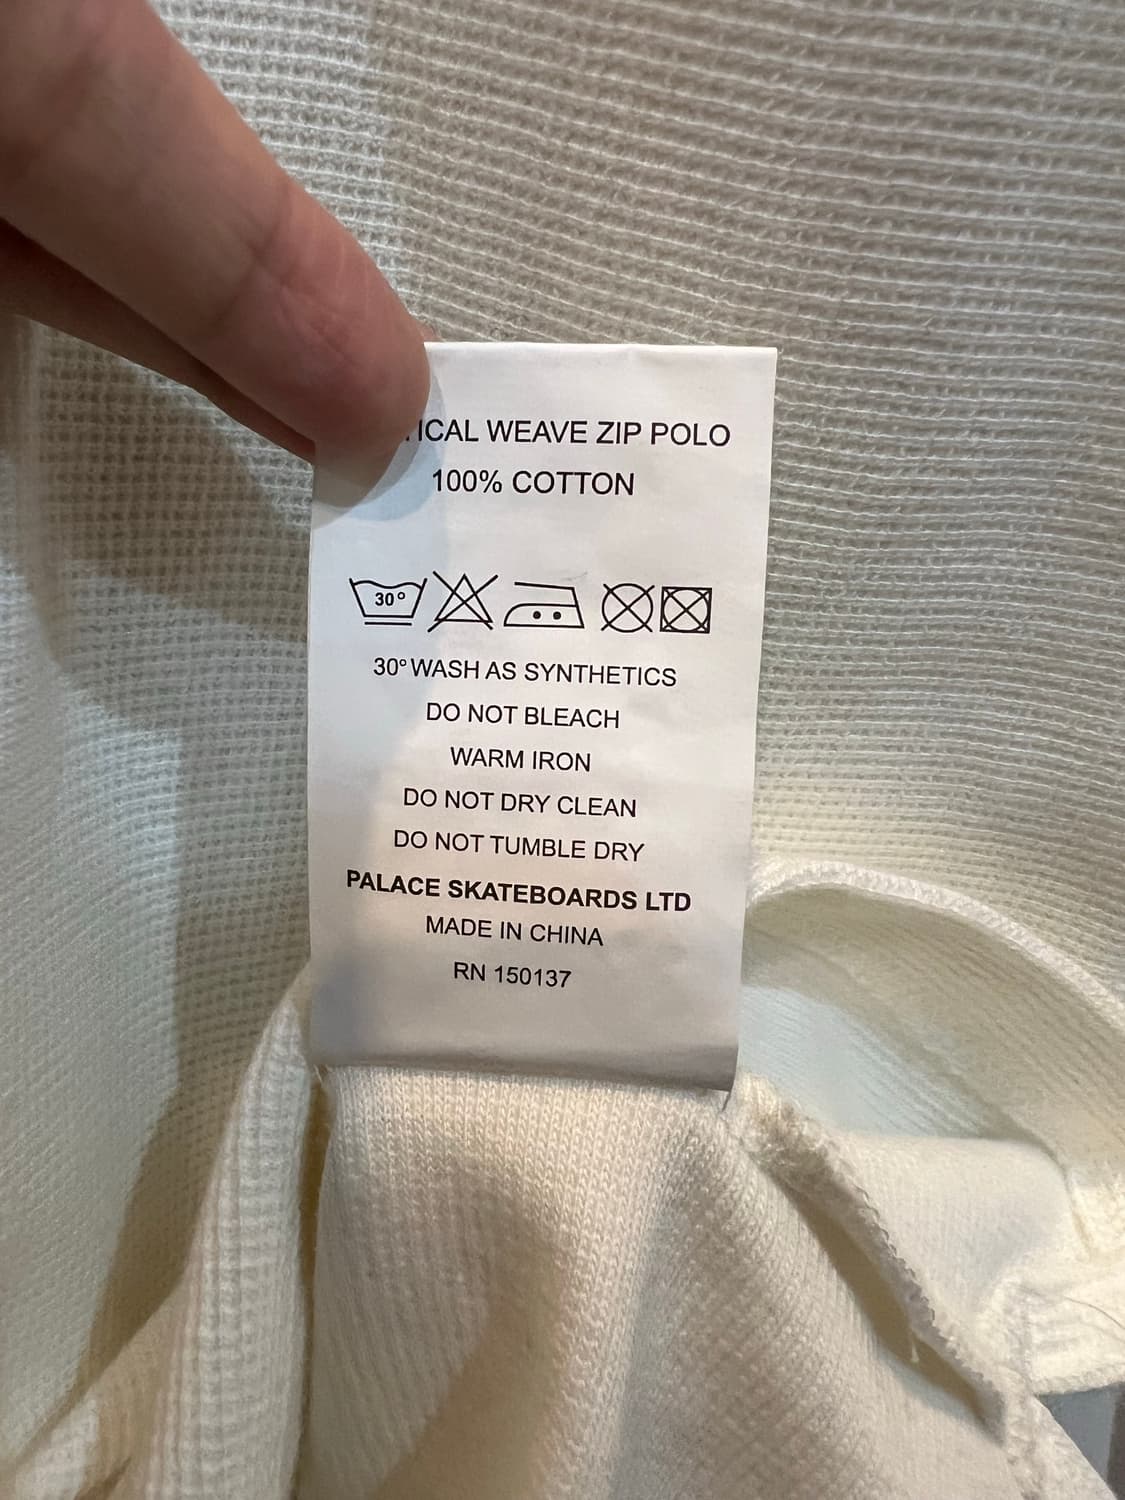 WEAVE ZIP POLO
100% COTTON
30°
30° WASH AS SYNTHETICS
DO NOT BLEACH
WARM IRON
DO NOT DRY CLEAN
DO NOT TUMBLE DRY
PALACE SKATEBOARDS LTD
MADE IN CHINA
RN 150137